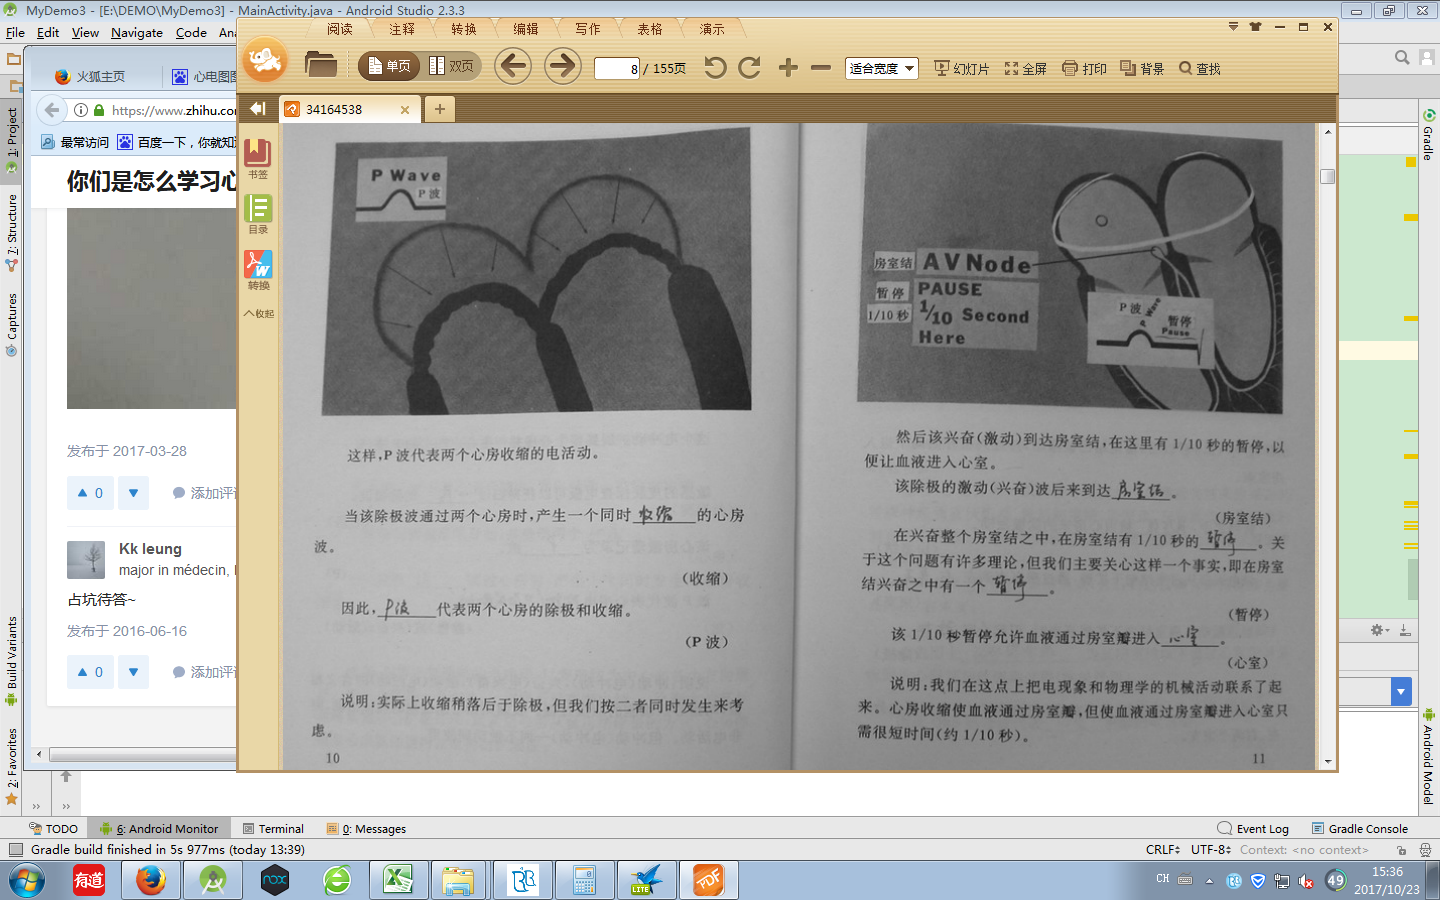 MyDemo3 - [E:\DEMO\MyDemo3] - MainActivity.java - Android Studio 2.3.3
File Edit View Navigate Code
阅读 注释 转换 编辑 写作 表格 演示
单页 双页 8 / 155页 适合宽度 幻灯片 全屏 打印 背景 查找
火狐主页
心电图
34164538
https://www.zhihu.co
最常访问 百度一下，你就知
你们是怎么学习心
发布于 2017-03-28
0
添加评
Kk leung
major in médecin,
占坑待答~
发布于 2016-06-16
0
添加评
书签
目录
转换
收起
P Wave
P 波
这样,P 波代表两个心房收缩的电活动。
当该除极波通过两个心房时,产生一个同时收缩的心房
波。
(收缩)
因此,P波代表两个心房的除极和收缩。
(P 波)
说明:实际上收缩稍落后于除极,但我们按二者同时发生来考
虑。
10
房室结 AV Node
暂停 PAUSE
1/10 秒 1/10 Second
Here
P 波 Wave
& 暂停
Pause
然后该兴奋(激动)到达房室结,在这里有 1/10 秒的暂停,以
便让血液进入心室。
该除极的激动(兴奋)波后来到达房室结。
(房室结)
在兴奋整个房室结之中,在房室结有 1/10 秒的暂停。关
于这个问题有许多理论,但我们主要关心这样一个事实,即在房室
结兴奋之中有一个暂停。
(暂停)
该 1/10 秒暂停允许血液通过房室瓣进入心室。
(心室)
说明:我们在这点上把电现象和物理学的机械活动联系了起
来。心房收缩使血液通过房室瓣,但使血液通过房室瓣进入心室只
需很短时间(约 1/10 秒)。
11
1: Project
7: Structure
Captures
Build Variants
2: Favorites
Gradle
Android Model
TODO 6: Android Monitor Terminal 0: Messages Event Log Gradle Console
Gradle build finished in 5s 977ms (today 13:39) CRLF UTF-8 Context: <no context>
有道
nox
LITE
PDF
CH
49
15:36
2017/10/23